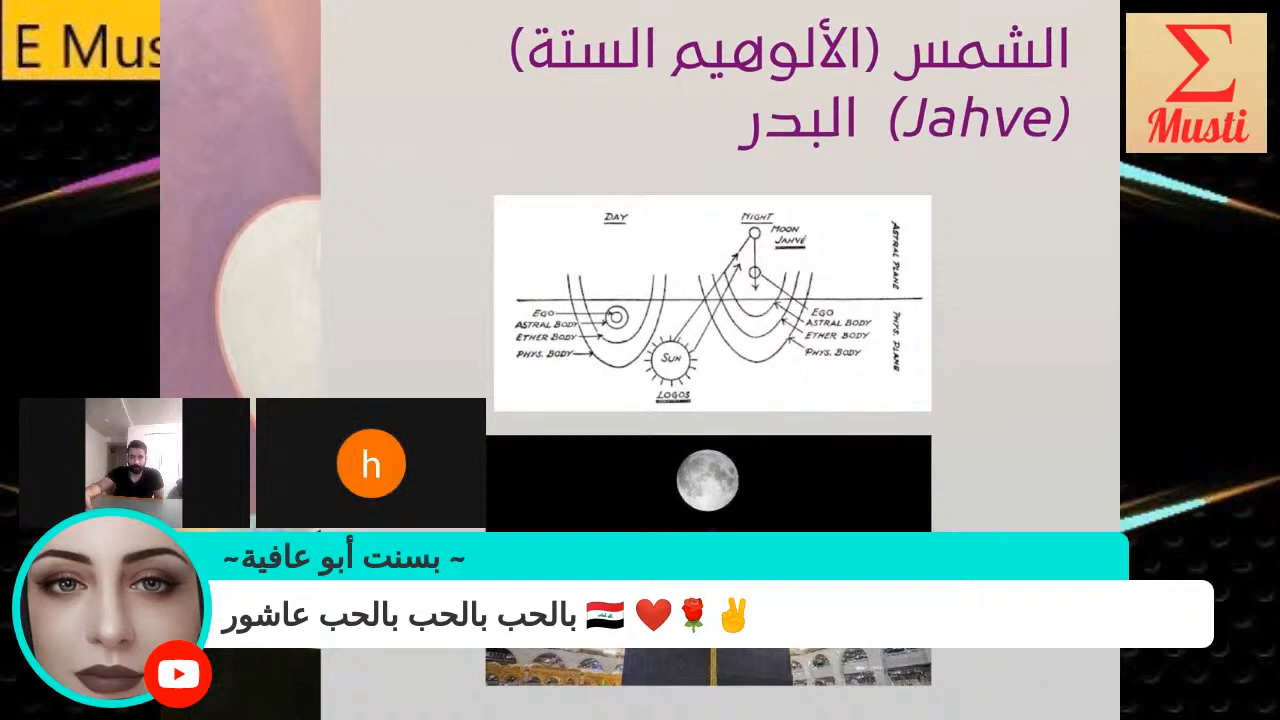 E Mus
الشمس (الألوهيم الستة)
البدر (Jahve)
Σ
Musti
DAY
NIGHT
MOON
JAHVÉ
ASTRAL PLANE
EGO
ASTRAL BODY
ETHER BODY
PHYS. BODY
SUN
LOGOS
EGO
ASTRAL BODY
ETHER BODY
PHYS. BODY
PHYS. PLANE
h
~ بسنت أبو عافية~
بالحب بالحب بالحب عاشور 🇮🇶 ❤️🌹✌️